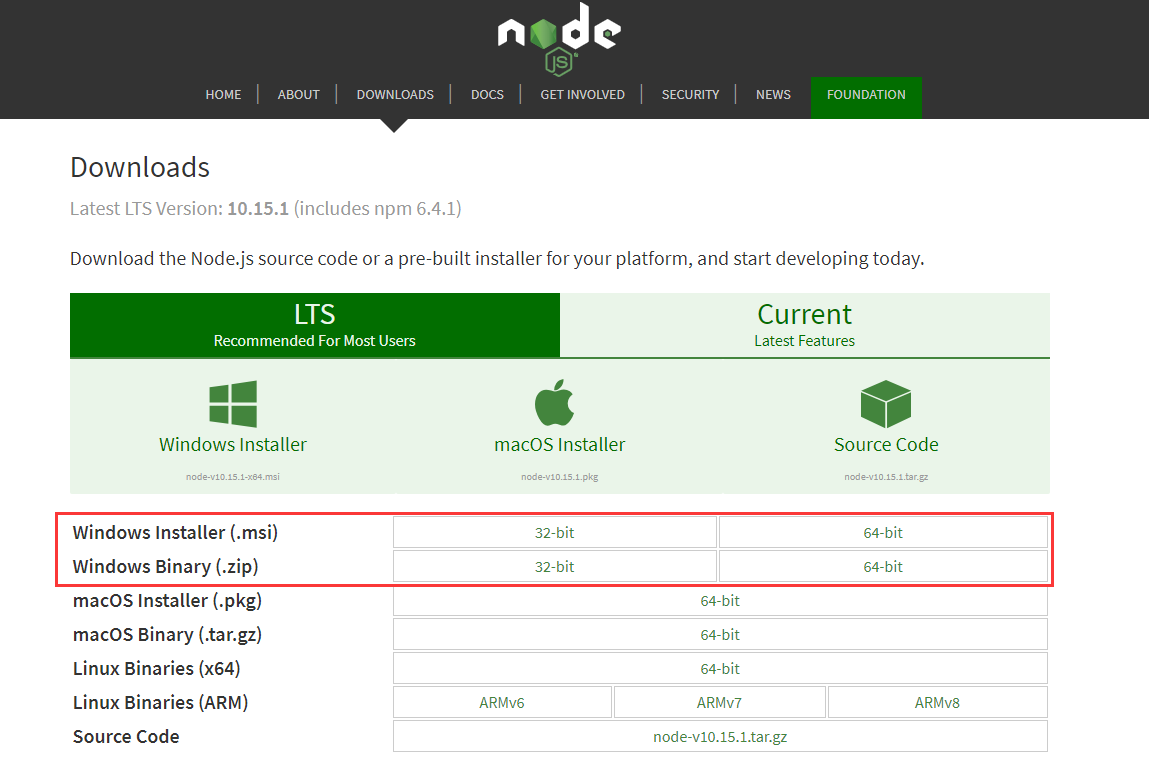 node
JS
HOME ABOUT DOWNLOADS DOCS GET INVOLVED SECURITY NEWS FOUNDATION
Downloads
Latest LTS Version: 10.15.1 (includes npm 6.4.1)
Download the Node.js source code or a pre-built installer for your platform, and start developing today.
LTS Current
Recommended For Most Users Latest Features
Windows Installer macOS Installer Source Code
node-v10.15.1-x64.msi node-v10.15.1.pkg node-v10.15.1.tar.gz
Windows Installer (.msi) 32-bit 64-bit
Windows Binary (.zip) 32-bit 64-bit
macOS Installer (.pkg) 64-bit
macOS Binary (.tar.gz) 64-bit
Linux Binaries (x64) 64-bit
Linux Binaries (ARM) ARMv6 ARMv7 ARMv8
Source Code node-v10.15.1.tar.gz